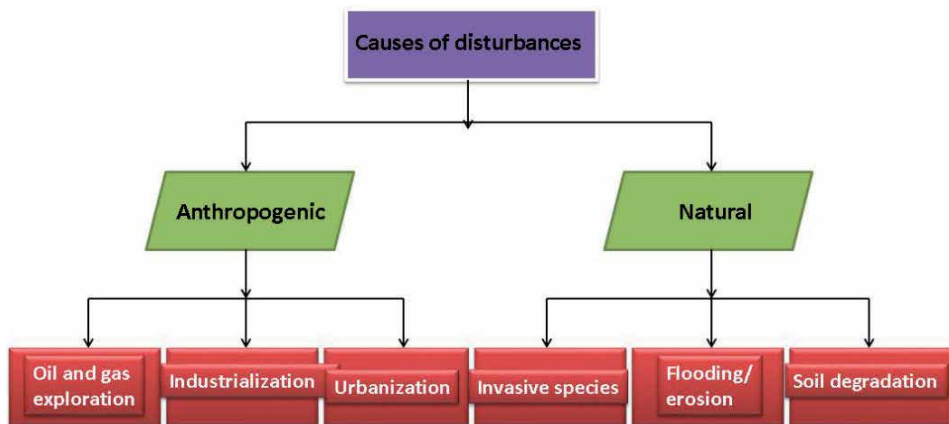 Causes of disturbances
Anthropogenic
Natural
Oil and gas
exploration
Industrialization
Urbanization
Invasive species
Flooding/
erosion
Soil degradation